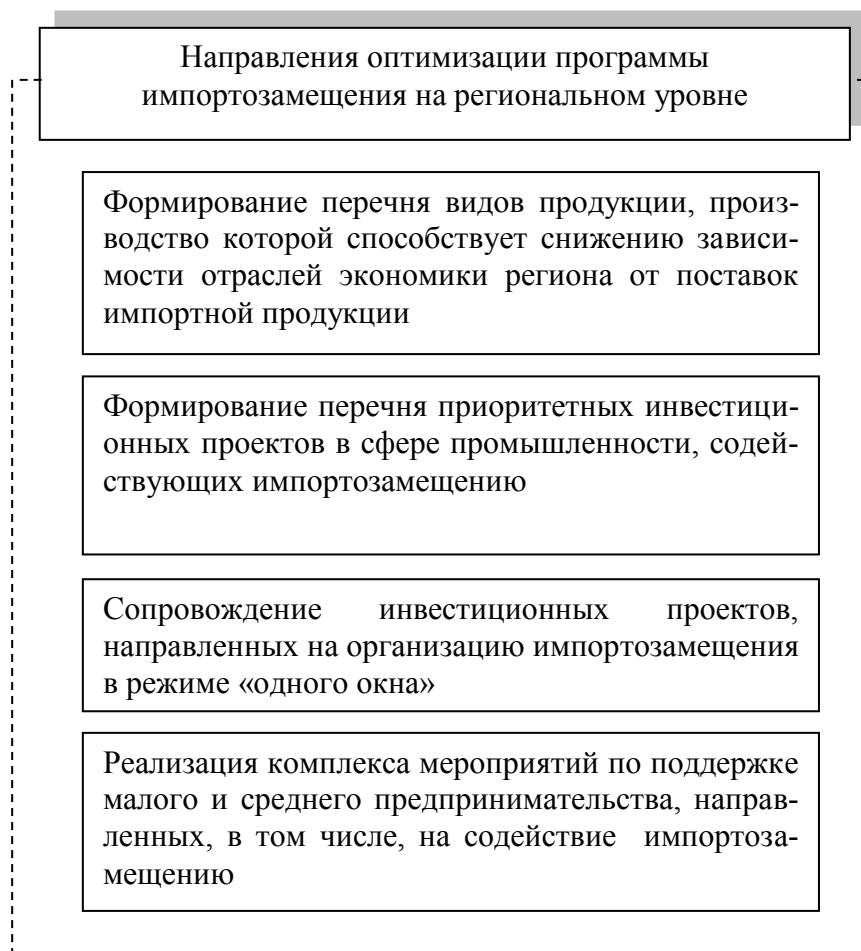 Направления оптимизации программы
импортозамещения на региональном уровне
Формирование перечня видов продукции, произ-
водство которой способствует снижению зависи-
мости отраслей экономики региона от поставок
импортной продукции
Формирование перечня приоритетных инвестици-
онных проектов в сфере промышленности, содей-
ствующих импортозамещению
Сопровождение инвестиционных проектов,
направленных на организацию импортозамещения
в режиме «одного окна»
Реализация комплекса мероприятий по поддержке
малого и среднего предпринимательства, направ-
ленных, в том числе, на содействие импортоза-
мещению